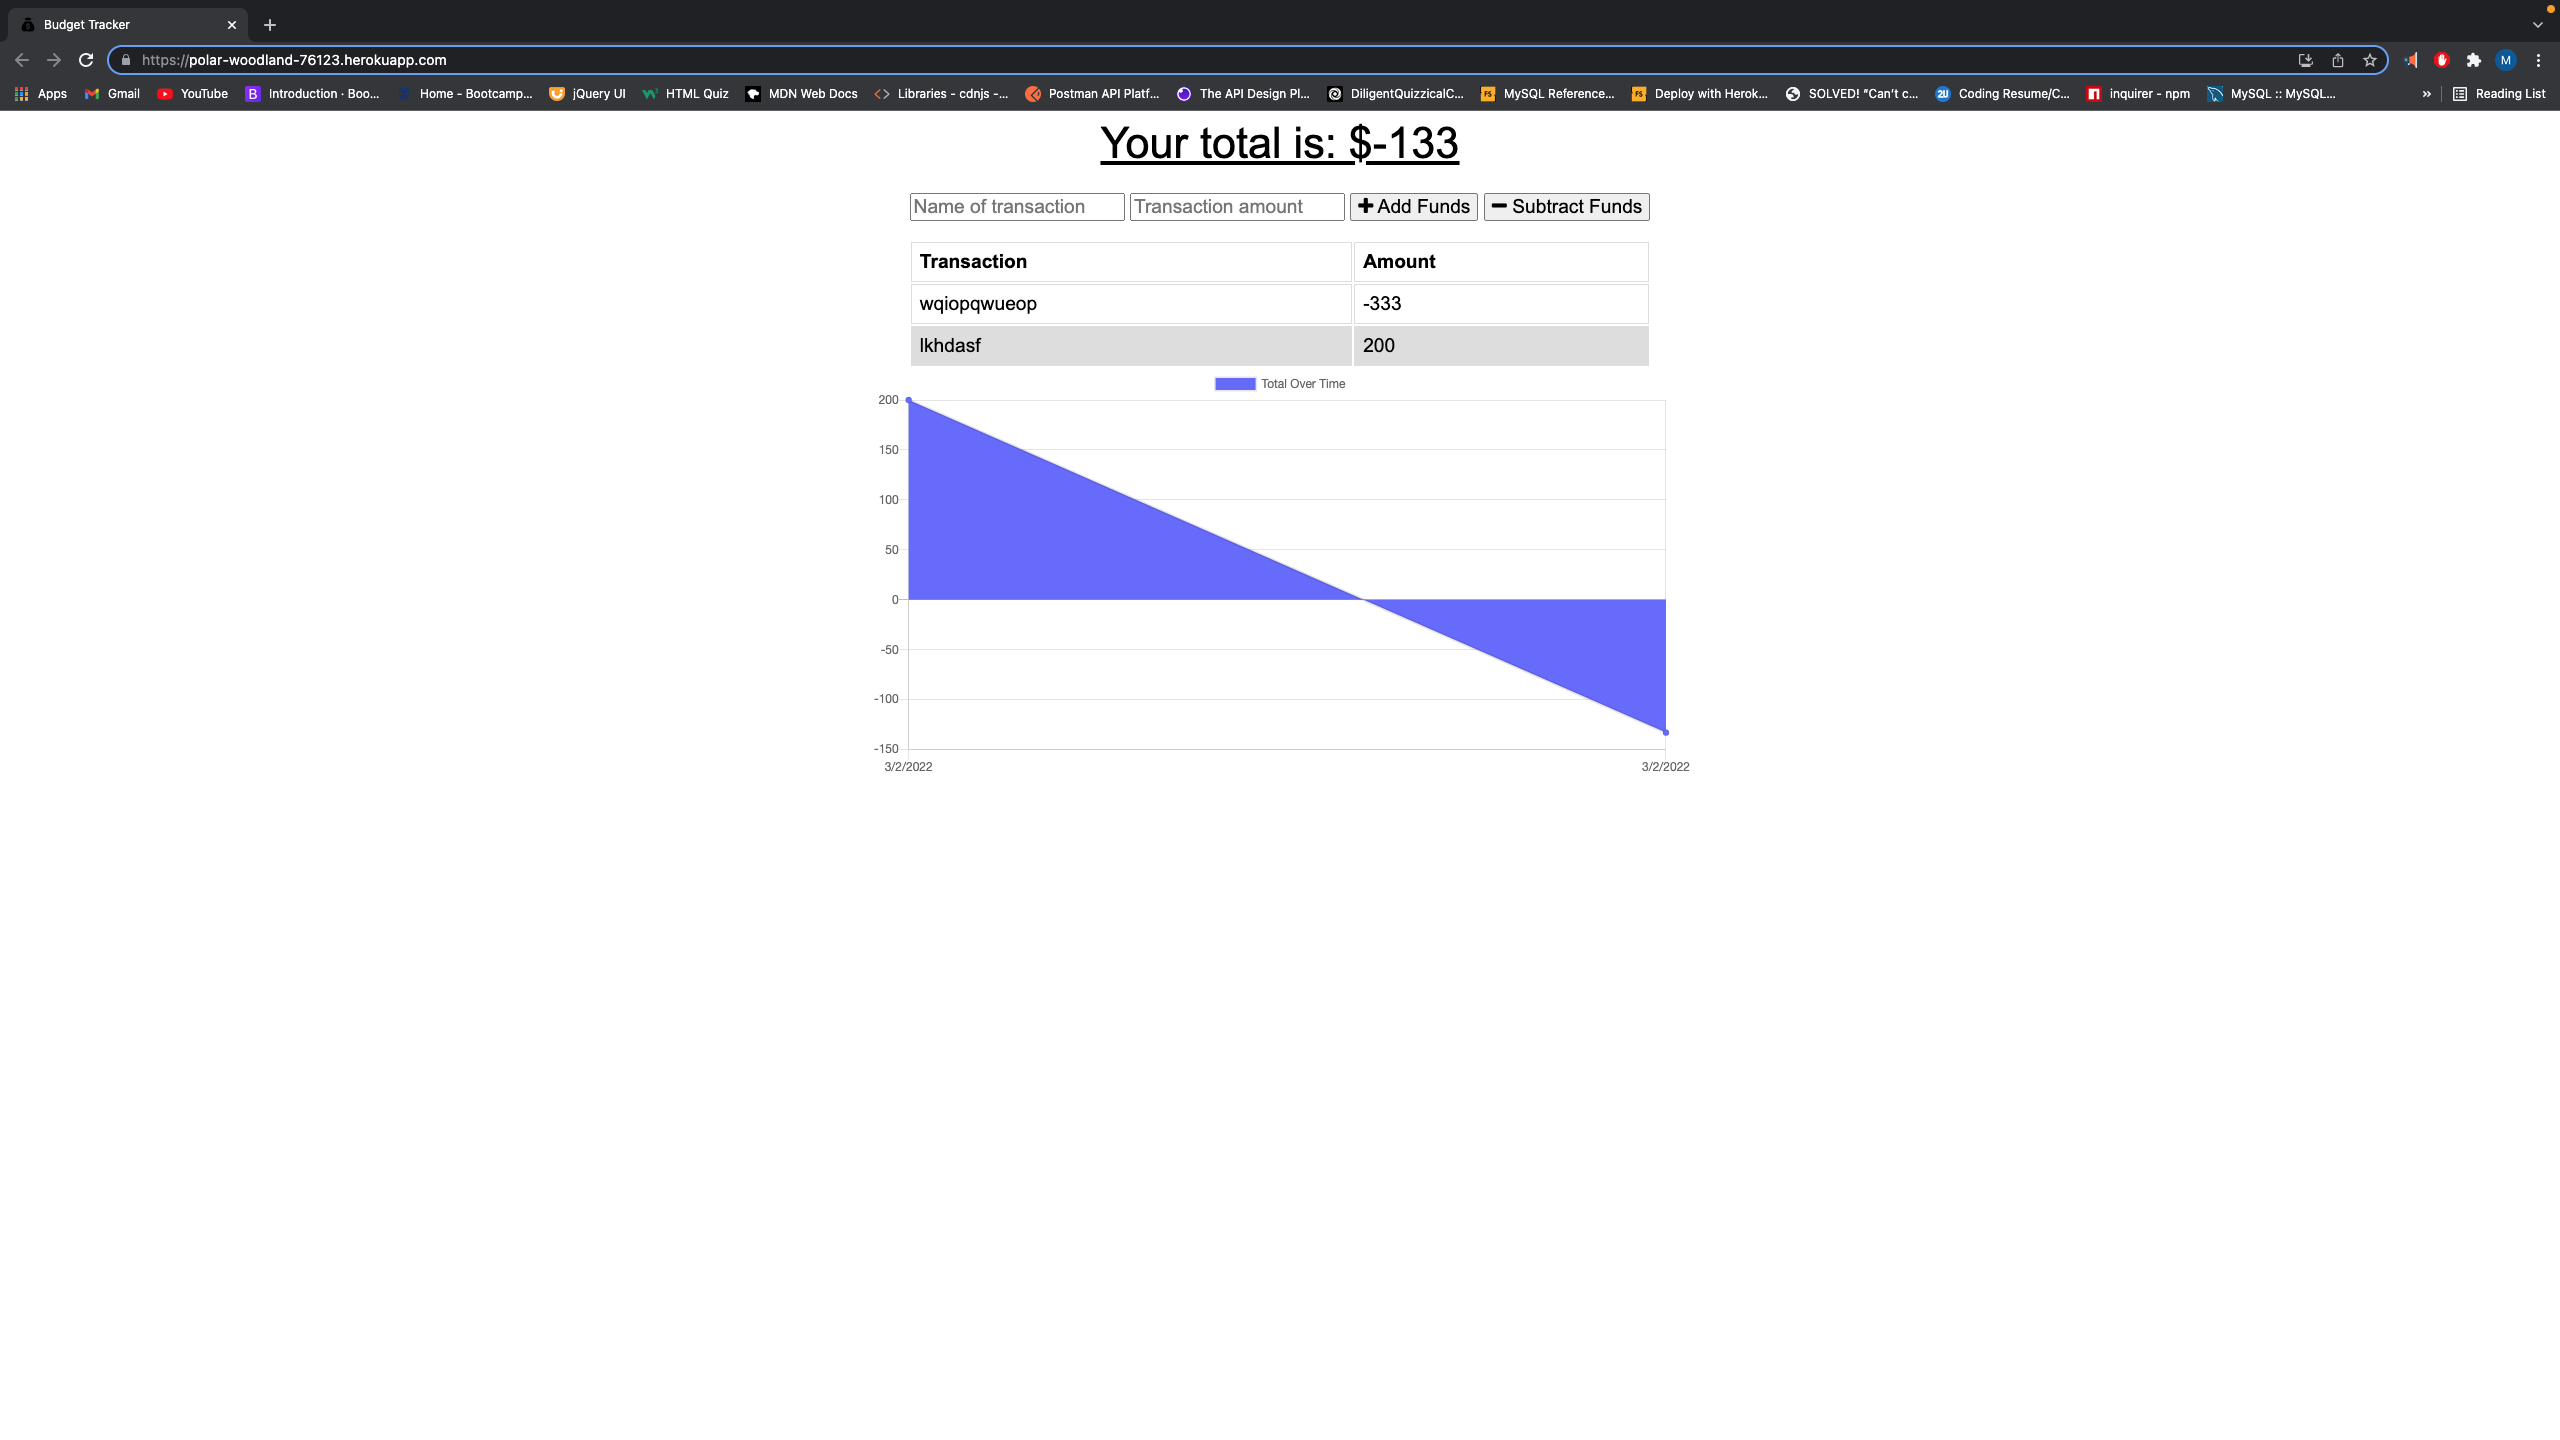 Budget Tracker
https://polar-woodland-76123.herokuapp.com
M
Apps Gmail YouTube B Introduction · Boo... Home - Bootcamp... jQuery UI HTML Quiz MDN Web Docs <> Libraries - cdnjs -... Postman API Platf... The API Design Pl... DiligentQuizzicalC... FS MySQL Reference... FS Deploy with Herok... SOLVED! "Can't c... 2U Coding Resume/C... inquirer - npm MySQL :: MySQL... » Reading List
Your total is: $-133
Name of transaction Transaction amount Add Funds Subtract Funds
Transaction Amount
wqiopqwueop -333
lkhdasf 200
Total Over Time
200
150
100
50
0
-50
-100
-150
3/2/2022 3/2/2022